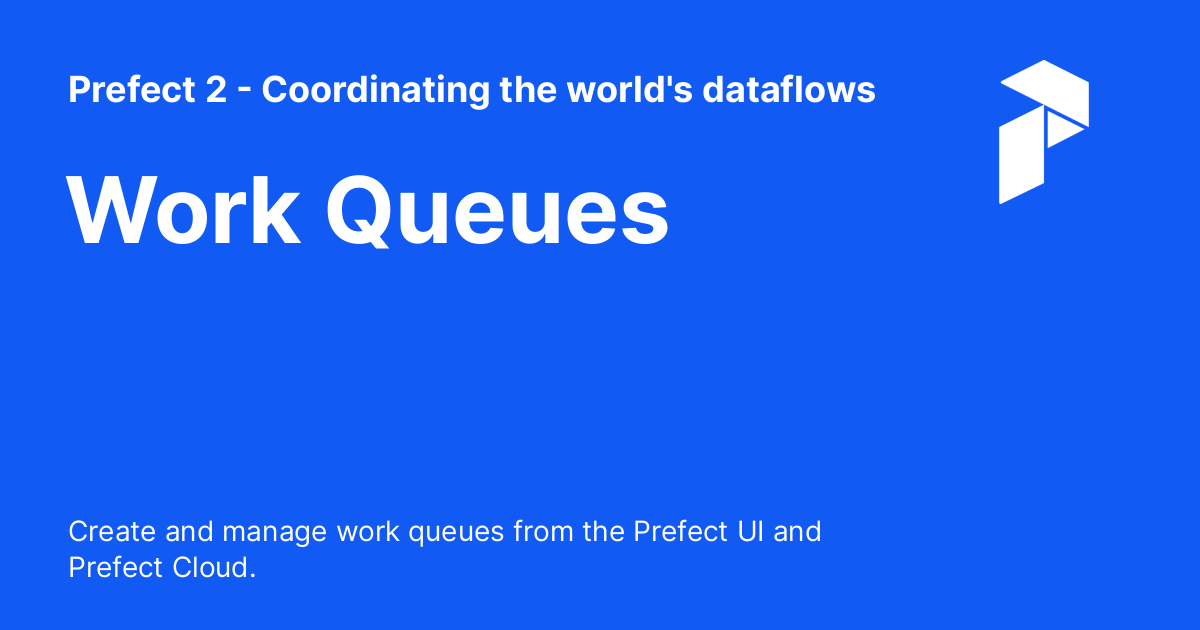 Prefect 2 - Coordinating the world's dataflows
Work Queues
Create and manage work queues from the Prefect UI and
Prefect Cloud.